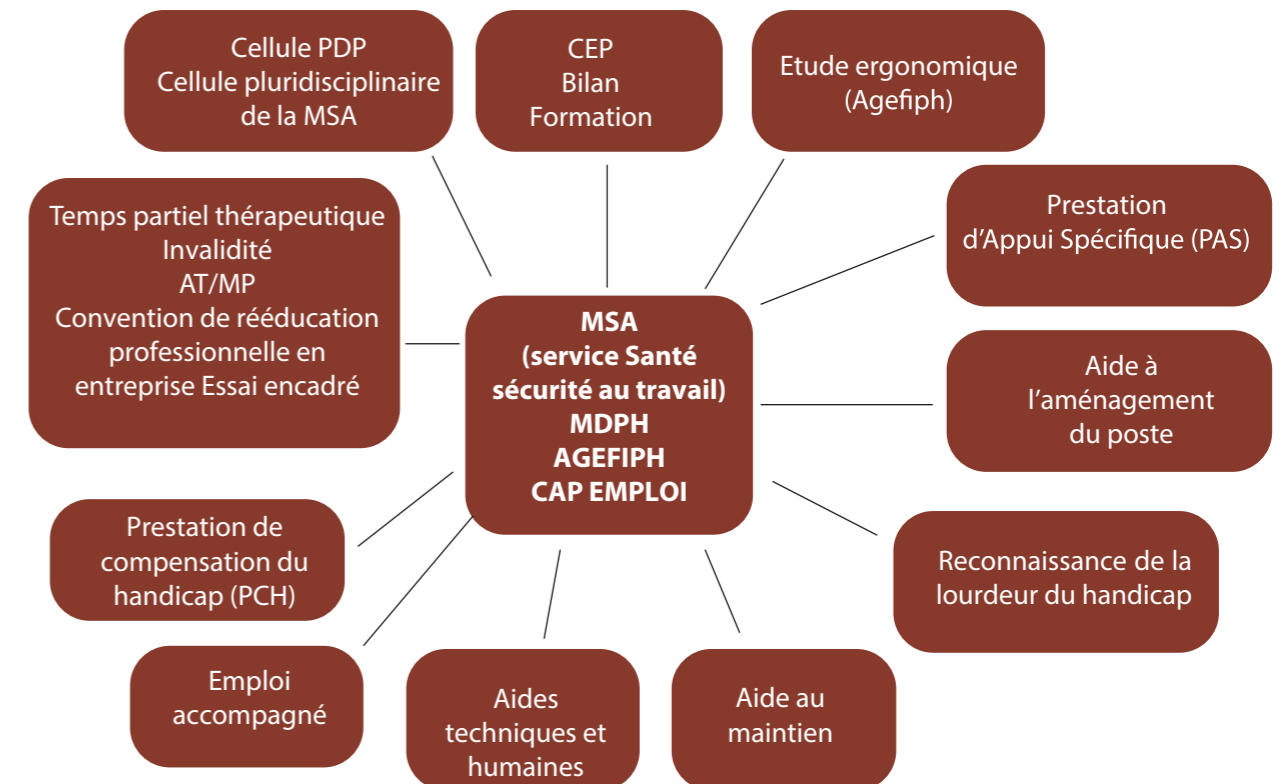 Cellule PDP
Cellule pluridisciplinaire
de la MSA
CEP
Bilan
Formation
Etude ergonomique
(Agefiph)
Temps partiel thérapeutique
Invalidité
AT/MP
Convention de rééducation
professionnelle en
entreprise Essai encadré
Prestation
d'Appui Spécifique (PAS)
MSA
(service Santé
sécurité au travail)
MDPH
AGEFIPH
CAP EMPLOI
Aide à
l'aménagement
du poste
Prestation de
compensation du
handicap (PCH)
Reconnaissance de la
lourdeur du handicap
Emploi
accompagné
Aides
techniques et
humaines
Aide au
maintien